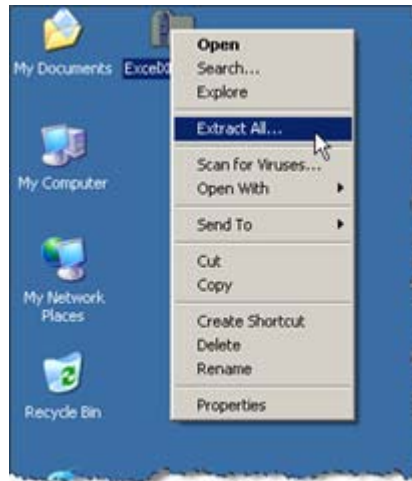 My Documents
My Computer
My Network
Places
Recycle Bin
Open
Search...
Explore
Extract All...
Scan for Viruses...
Open With
Send To
Cut
Copy
Create Shortcut
Delete
Rename
Properties